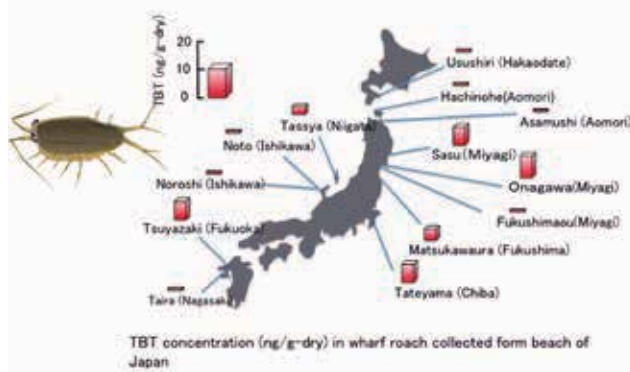 TBT (ng/g-dry)
20
10
0
Usushiri (Hakaodate)
Hachinohe(Aomori)
Asamushi (Aomori)
Tassya (Niigata)
Noto (Ishikawa)
Sasu(Miyagi)
Noroshi (Ishikawa)
Onagawa(Miyagi)
Tsuyazaki (Fukuoka)
Fukushimaou(Miyagi)
Matsukawaura (Fukushima)
Tateyama (Chiba)
Taira (Nagasaki)
TBT concentration (ng/g-dry) in wharf roach collected form beach of
Japan